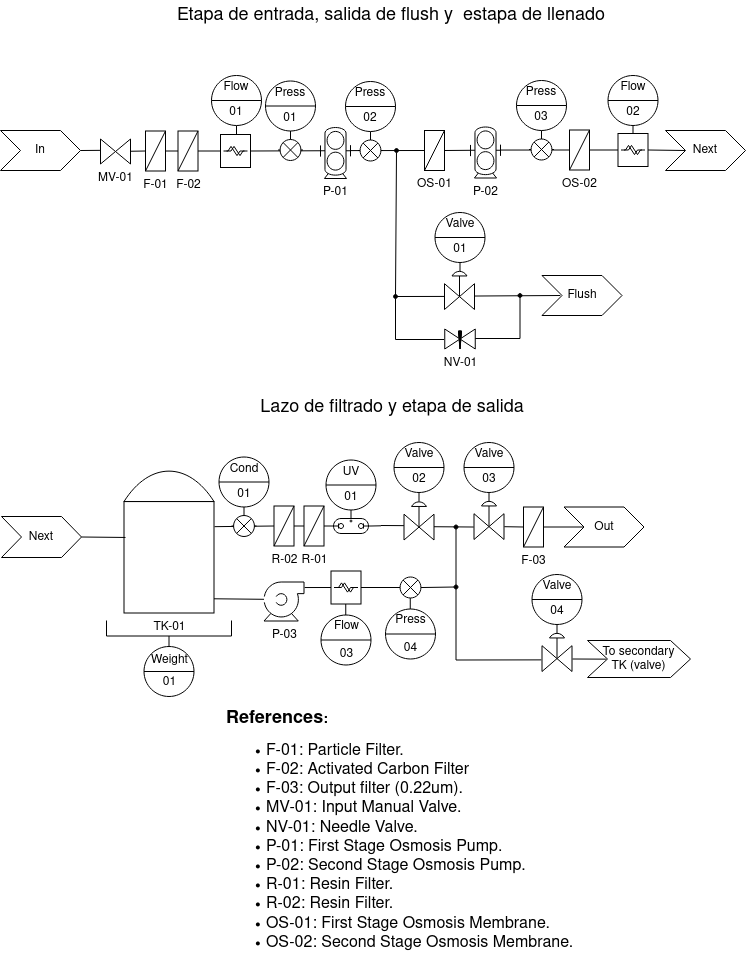 Etapa de entrada, salida de flush y estapa de llenado
Flow
01
Press
01
Press
02
Press
03
Flow
02
In
MV-01
F-01
F-02
P-01
OS-01
P-02
OS-02
Next
Valve
01
Flush
NV-01
Lazo de filtrado y etapa de salida
Next
TK-01
Weight
01
Cond
01
R-02
R-01
UV
01
Valve
02
Valve
03
F-03
Out
P-03
Flow
03
Press
04
Valve
04
To secondary
TK (valve)
References:
• F-01: Particle Filter.
• F-02: Activated Carbon Filter
• F-03: Output filter (0.22um).
• MV-01: Input Manual Valve.
• NV-01: Needle Valve.
• P-01: First Stage Osmosis Pump.
• P-02: Second Stage Osmosis Pump.
• R-01: Resin Filter.
• R-02: Resin Filter.
• OS-01: First Stage Osmosis Membrane.
• OS-02: Second Stage Osmosis Membrane.